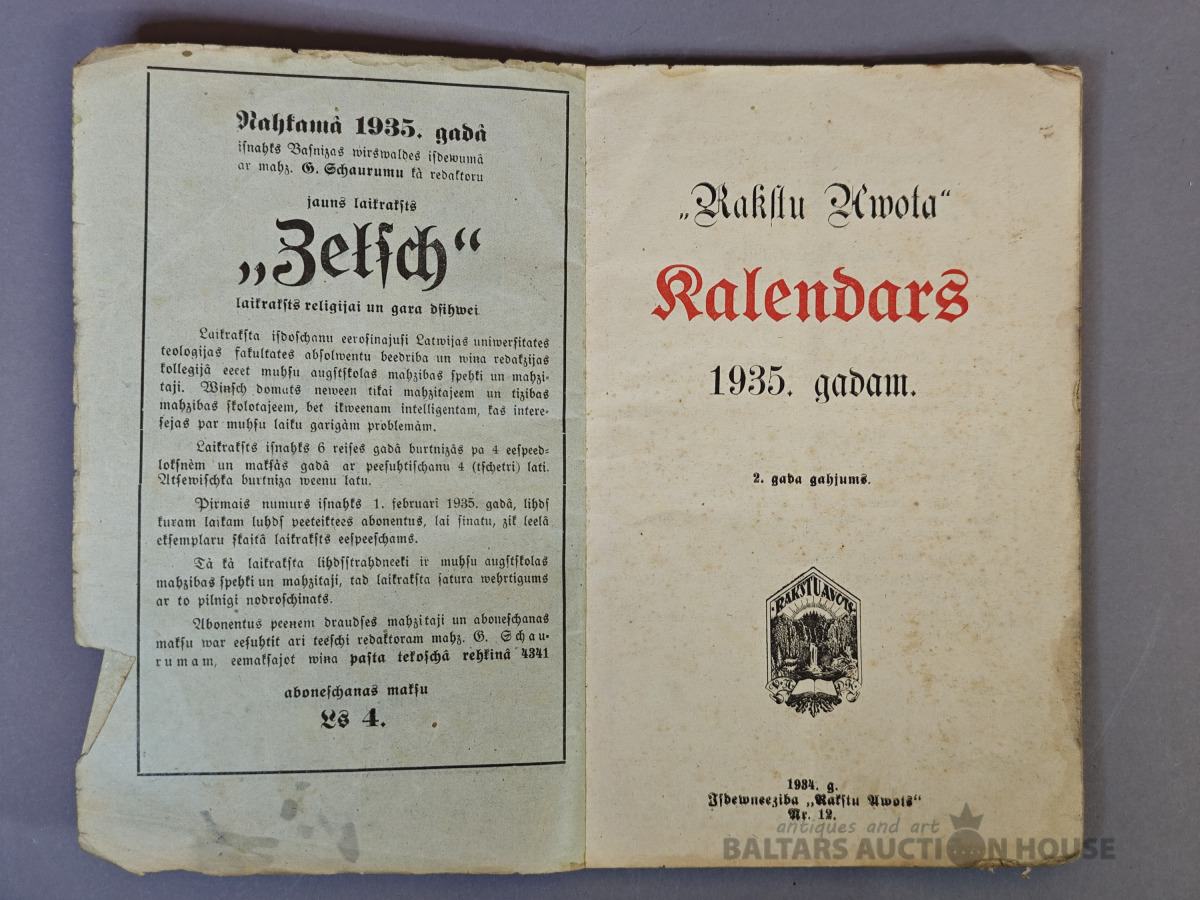 Nahkamâ 1935. gadâ
iſnahks Baſnizas wirswaldes iſdewumâ
ar mahz. G. Schaurumu kà redaktoru
jauns laikrakſts
„Zelſch“
laikrakſts religijai un gara dſihwei
Laikrakſta iſdoſchanu eeroſinajuſi Latwijas univerſitates
teologijas fakultates abſolwentu beedriba un wina redakzijas
kollegijâ eeeet muhſu augſtſkolas mahzibas ſpehki un mahzi-
taji. Winſch domats neween tikai mahzitajeem un tizibas
mahzibas ſkolotajeem, bet ikweenam intelligentam, kas intere-
ſejas par muhſu laiku garigàm problemàm.
Laikrakſts iſnahks 6 reiſes gadâ burtnizâs pa 4 eeſpeed-
lokſnèm un makſâs gadâ ar peeſuhtiſchanu 4 (tſchetri) lati.
Atſewiſchka burtniza weenu latu.
Pirmais numurs iſnahks 1. februari 1935. gadâ, lihdſ
kuram laikam luhdſ peeteiktees abonentus, lai ſinatu, zik leelâ
ekſemplaru ſkaitâ laikrakſts eeſpeeſchams.
Tâ kà laikrakſta lihdſſtrahdneeki ir muhſu augſtſkolas
mahzibas ſpehki un mahzitaji, tad laikrakſta ſatura wehrtigums
ar to pilnigi nodroſchinats.
Abonentus peenem draudſes mahzitaji un aboneſchanas
makſu war eeſuhtit ari teeſchi redaktoram mahz. G. Schau-
rumam, eemakſajot wina paſta tekoſchâ rehkinâ 4341
aboneſchanas makſu
Ls 4.
„Rakſtu Awota“
Kalendars
1935. gadam.
2. gada gahjums.
RAKSTU AVOTS
1934. g.
Iſdewneeziba „Rakſtu Awots“
Nr. 12.
antiques and art
BALTARS AUCTION HOUSE